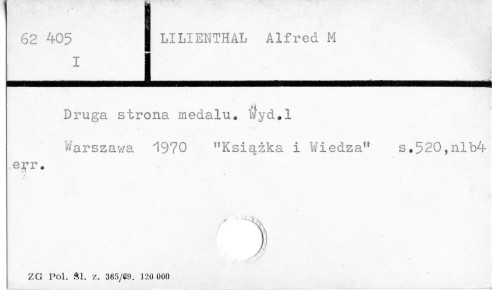 62 405
I
LILIENTHAL Alfred M
Druga strona medalu. Wyd.1
Warszawa 1970 "Książka i Wiedza" s.520,nlb4
err.
ZG Pol. Śl. z. 365/69. 120 000